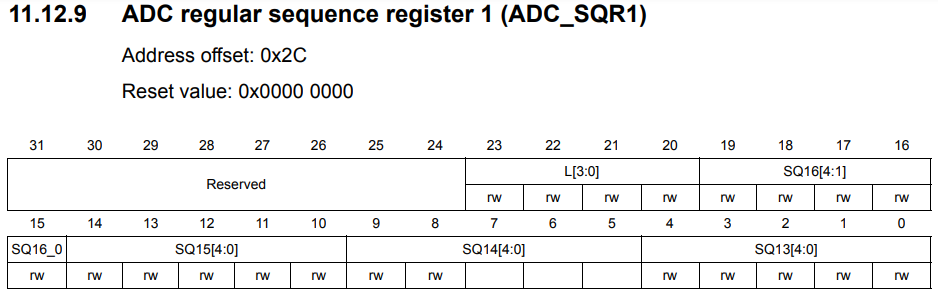 11.12.9 ADC regular sequence register 1 (ADC_SQR1)
Address offset: 0x2C
Reset value: 0x0000 0000
31 30 29 28 27 26 25 24 23 22 21 20 19 18 17 16
Reserved L[3:0] SQ16[4:1]
rw rw rw rw rw rw rw rw
15 14 13 12 11 10 9 8 7 6 5 4 3 2 1 0
SQ16_0 SQ15[4:0] SQ14[4:0] SQ13[4:0]
rw rw rw rw rw rw rw rw rw rw rw rw rw